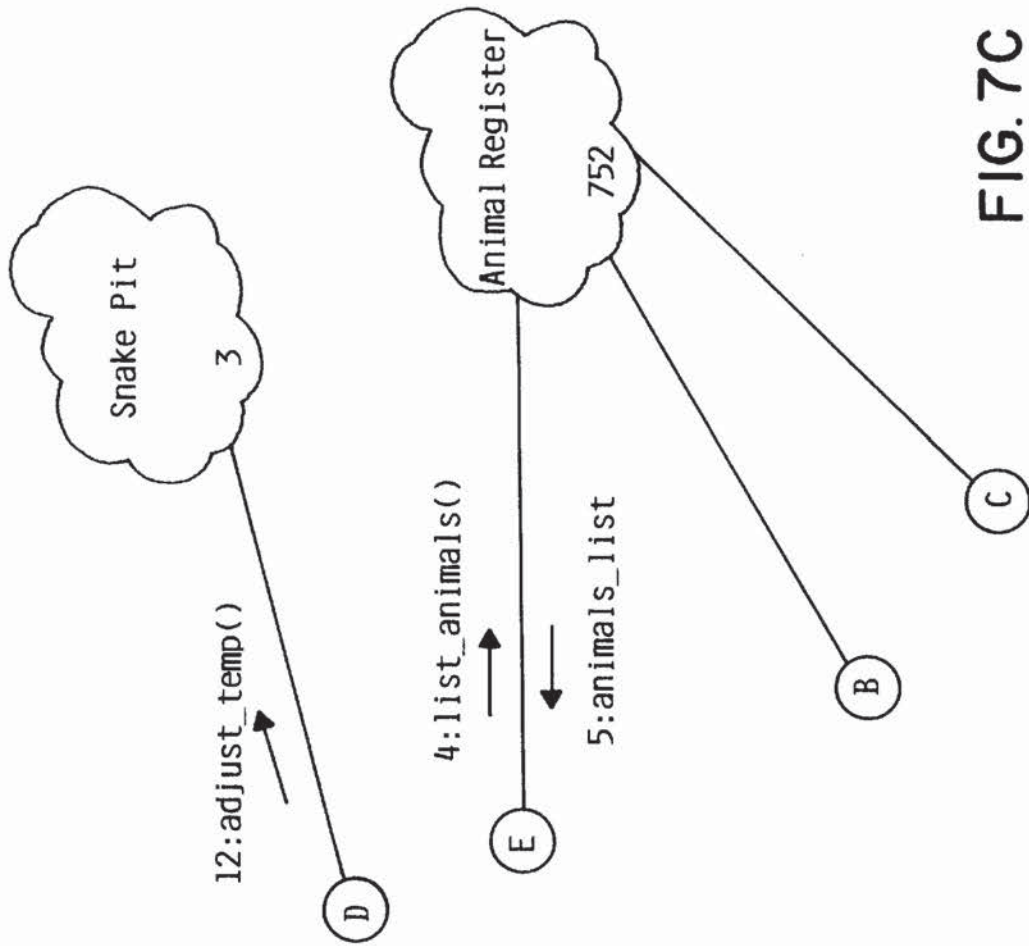 Snake Pit
3
12:adjust_temp()
D
Animal Register
752
4:list_animals()
5:animals_list
E
B
C
FIG. 7C